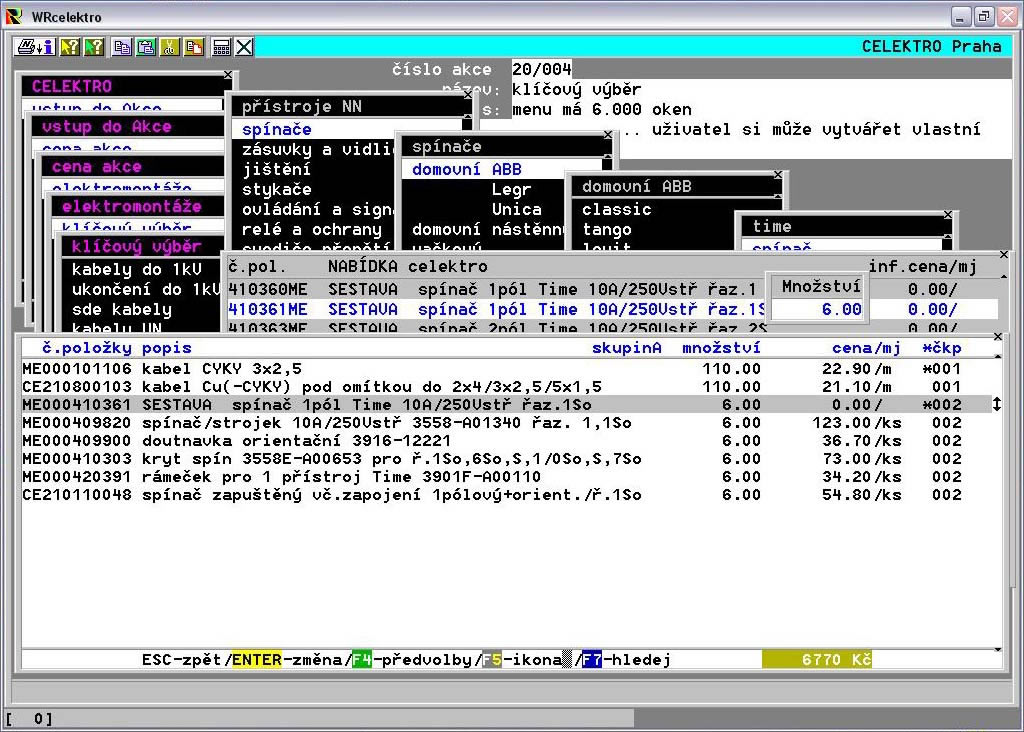 WRcelektro
CELEKTRO Praha
číslo akce 20/004
název: klíčový výběr
s: menu má 6.000 oken
.. uživatel si může vytvářet vlastní
CELEKTRO
vstup do Akce
vstup do Akce
cena akce
cena akce
elektromontáže
elektromontáže
klíčový výběr
klíčový výběr
kabely do 1kV
ukončení do 1kV
sde kabely
kabely VN
přístroje NN
spínače
zásuvky a vidli
jištění
stykače
ovládání a sign
relé a ochrany
svodiče přepětí
spínače
domovní ABB
Legr
Unica
domovní nástěnn
vačkový
domovní ABB
classic
tango
levit
time
spínač
č.pol. NABÍDKA celektro inf.cena/mj
410360ME SESTAVA spínač 1pól Time 10A/250Vstř řaz.1 0.00/
410361ME SESTAVA spínač 1pól Time 10A/250Vstř řaz.1S 0.00/
410363ME SESTAVA spínač 2pól Time 10A/250Vstř řaz.2S 0.00/
Množství
6.00
č.položky popis skupinA množství cena/mj *čkp
ME000101106 kabel CYKY 3x2,5 110.00 22.90/m *001
CE210800103 kabel Cu(-CYKY) pod omítkou do 2x4/3x2,5/5x1,5 110.00 21.10/m 001
ME000410361 SESTAVA spínač 1pól Time 10A/250Vstř řaz.1So 6.00 0.00/ *002
ME000409820 spínač/strojek 10A/250Vstř 3558-A01340 řaz. 1,1So 6.00 123.00/ks 002
ME000409900 doutnavka orientační 3916-12221 6.00 36.70/ks 002
ME000410303 kryt spín 3558E-A00653 pro ř.1So,6So,S,1/0So,S,7So 6.00 73.00/ks 002
ME000420391 rámeček pro 1 přístroj Time 3901F-A00110 6.00 34.20/ks 002
CE210110048 spínač zapuštěný vč.zapojení 1pólový+orient./ř.1So 6.00 54.80/ks 002
ESC-zpět/ENTER-změna/F4-předvolby/F5-ikona /F7-hledej 6770 Kč
[ 0]